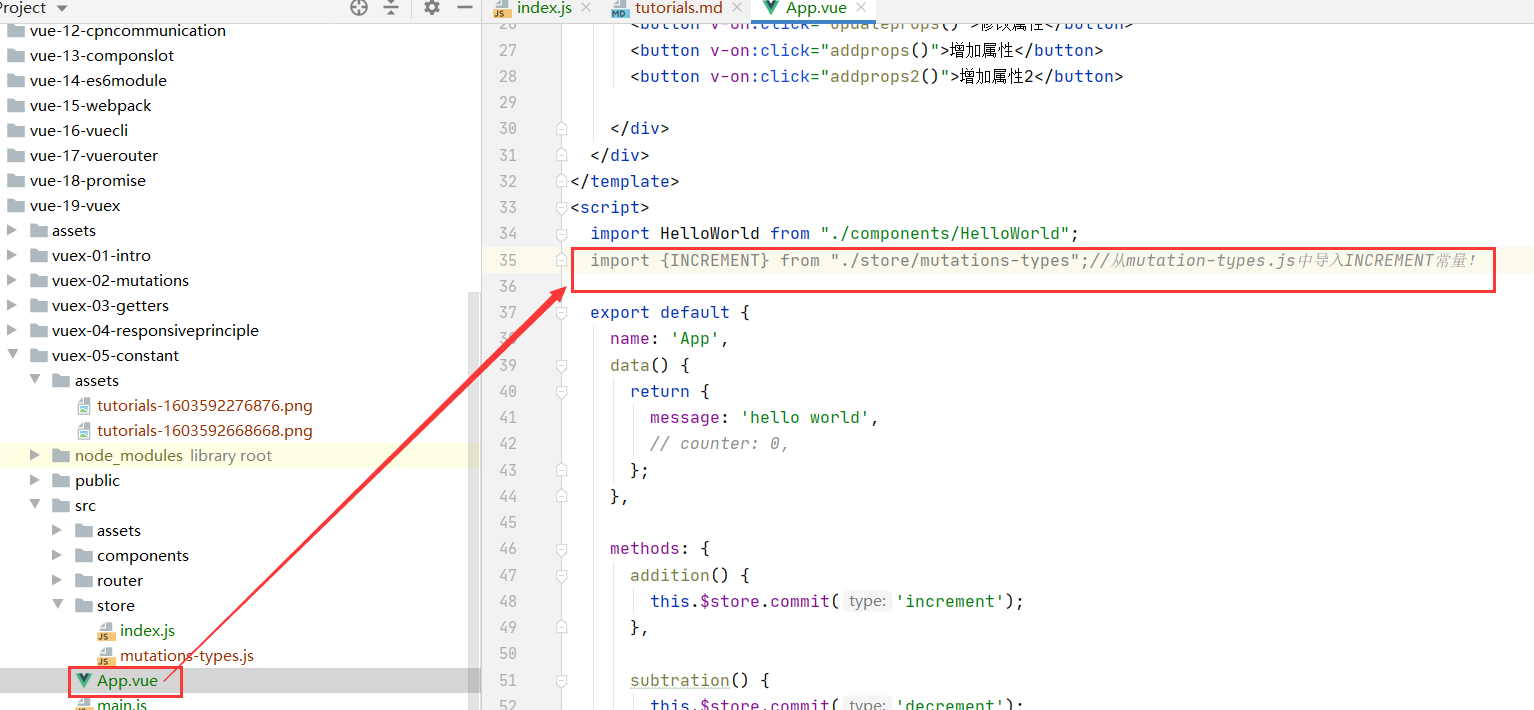 Project
index.js
tutorials.md
App.vue
vue-12-cpncommunication
vue-13-componslot
vue-14-es6module
vue-15-webpack
vue-16-vuecli
vue-17-vuerouter
vue-18-promise
vue-19-vuex
assets
vuex-01-intro
vuex-02-mutations
vuex-03-getters
vuex-04-responsiveprinciple
vuex-05-constant
assets
tutorials-1603592276876.png
tutorials-1603592668668.png
node_modules library root
public
src
assets
components
router
store
index.js
mutations-types.js
App.vue
main.js
26 <button v-on:click="updateprops()">修改属性</button>
27 <button v-on:click="addprops()">增加属性</button>
28 <button v-on:click="addprops2()">增加属性2</button>
29
30 </div>
31 </div>
32 </template>
33 <script>
34 import HelloWorld from "./components/HelloWorld";
35 import {INCREMENT} from "./store/mutations-types";//从mutation-types.js中导入INCREMENT常量!
36
37 export default {
38 name: 'App',
39 data() {
40 return {
41 message: 'hello world',
42 // counter: 0,
43 };
44 },
45
46 methods: {
47 addition() {
48 this.$store.commit( type: 'increment');
49 },
50
51 subtration() {
52 this.$store.commit( type: 'decrement');